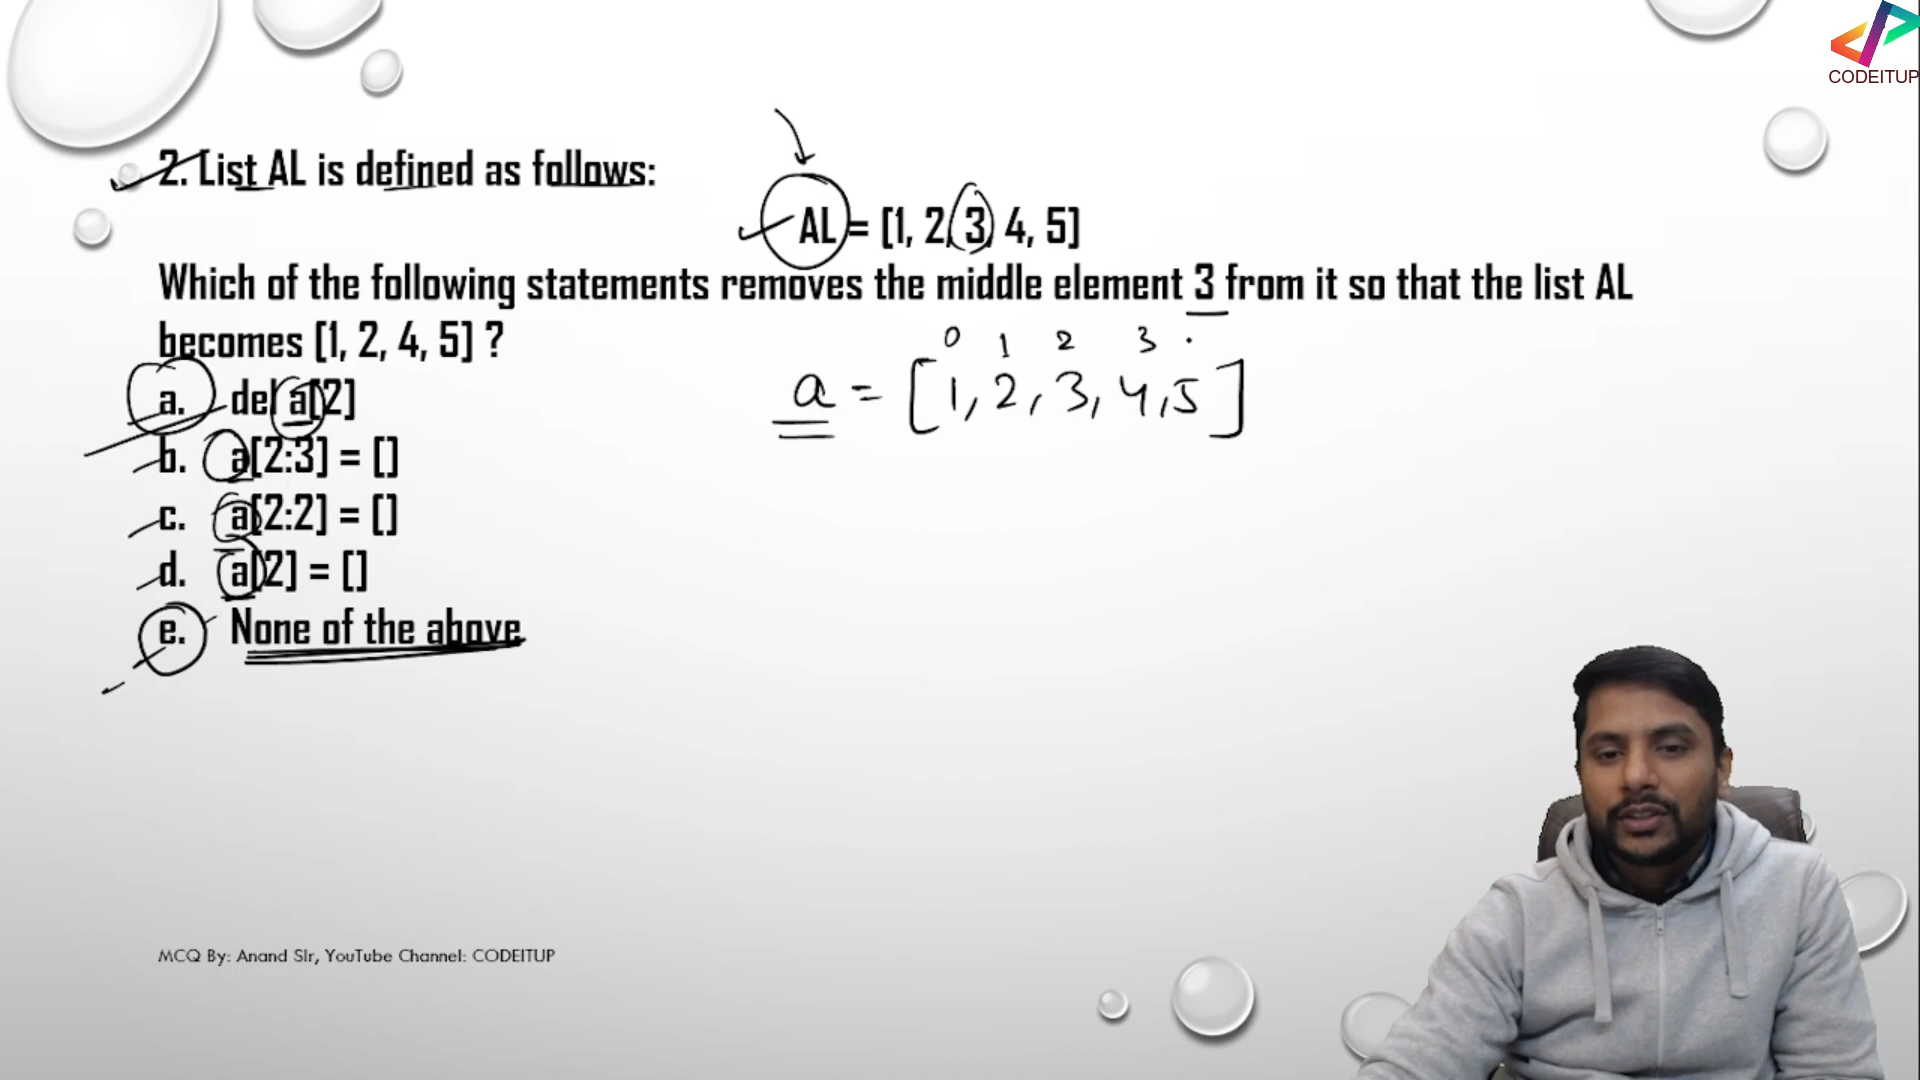 CODEITUP
2. List AL is defined as follows:
AL = [1, 2, 3, 4, 5]
Which of the following statements removes the middle element 3 from it so that the list AL
becomes [1, 2, 4, 5] ?
0 1 2 3 .
a. del a[2]
a = [1, 2, 3, 4, 5]
b. a[2:3] = []
c. a[2:2] = []
d. a[2] = []
e. None of the above
MCQ By: Anand SIr, YouTube Channel: CODEITUP